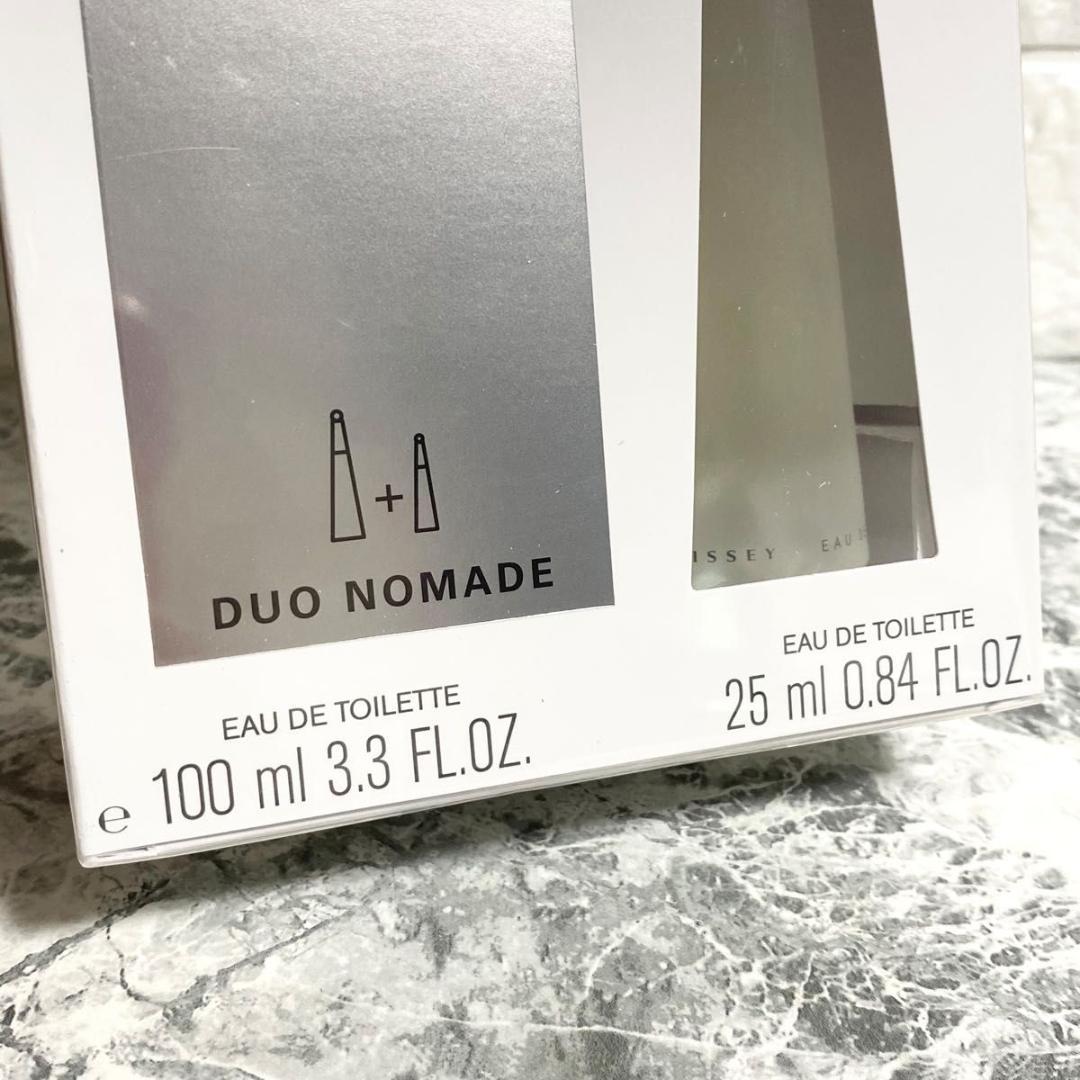 DUO NOMADE
EAU DE TOILETTE
℮ 100 ml 3.3 FL.OZ.
ISSEY EAU
EAU DE TOILETTE
25 ml 0.84 FL.OZ.